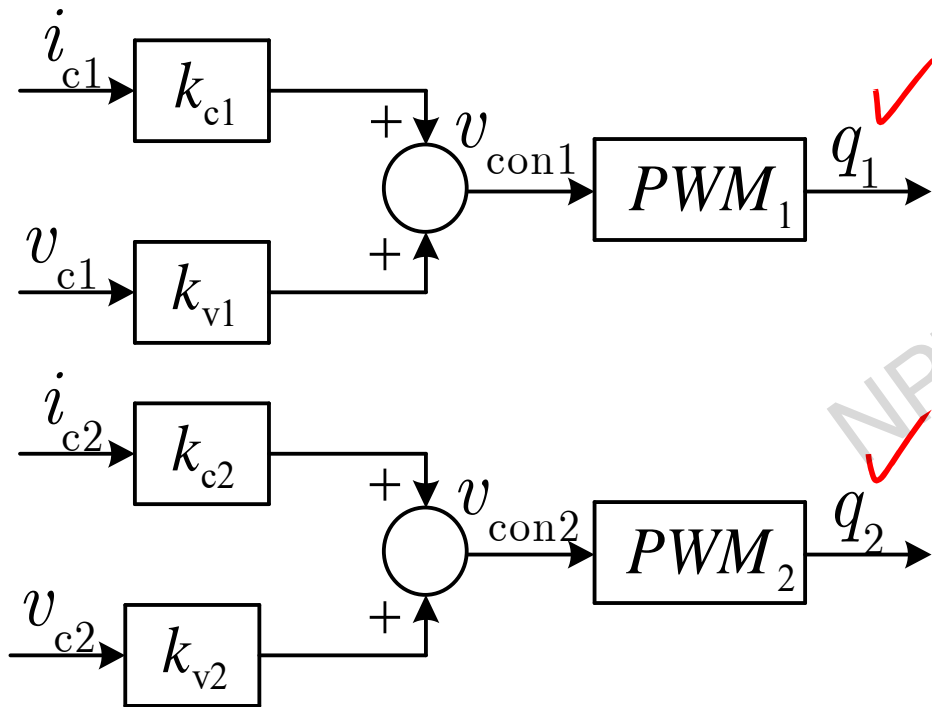 i_c1
k_c1
+
v_con1
PWM_1
q_1
v_c1
k_v1
+
i_c2
k_c2
+
v_con2
PWM_2
q_2
v_c2
k_v2
+